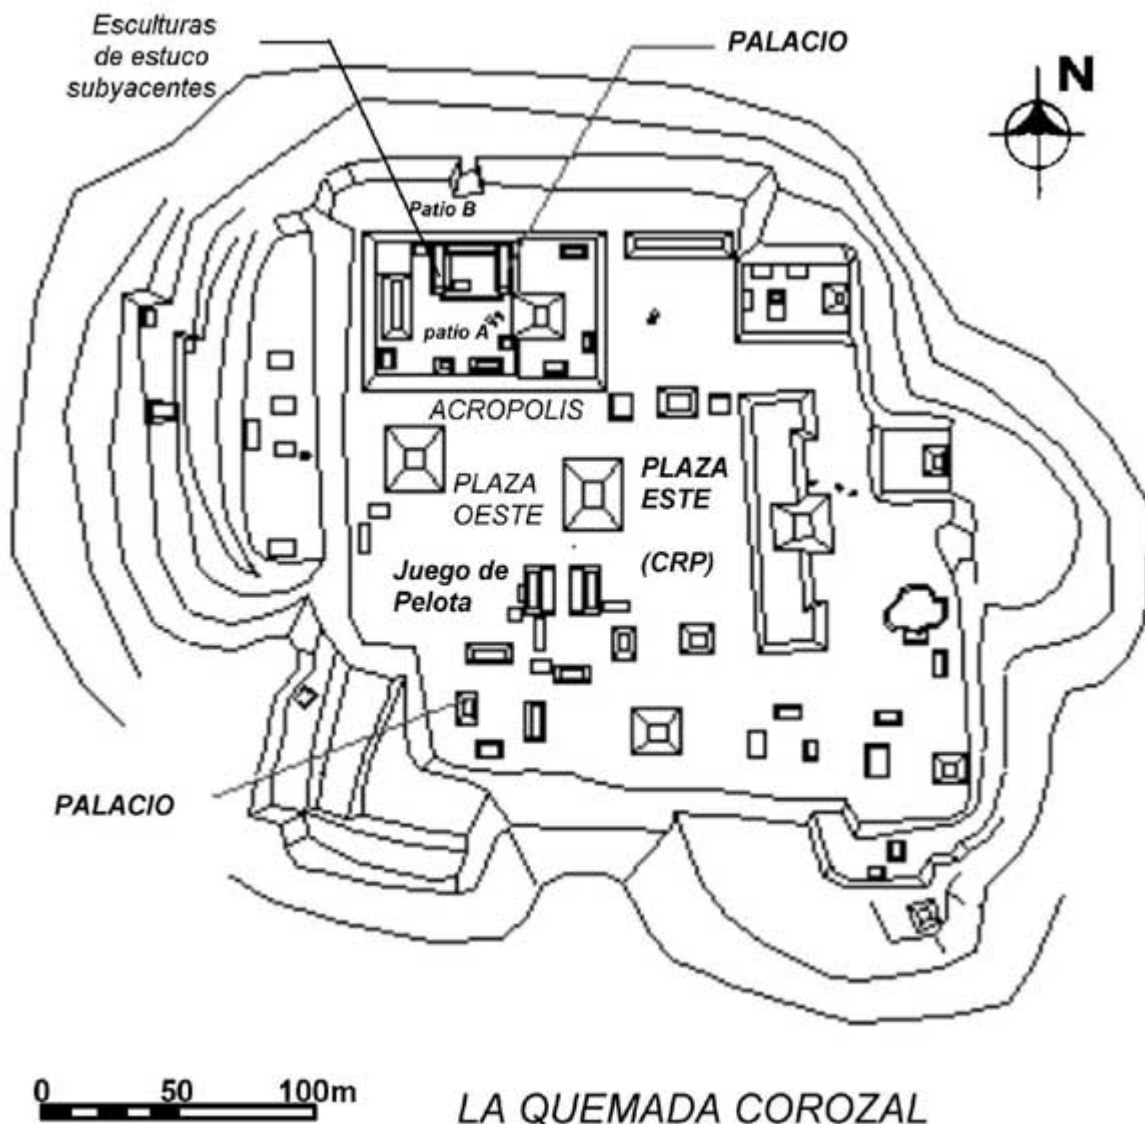 Esculturas
de estuco
subyacentes
PALACIO
N
Patio B
patio A
ACROPOLIS
PLAZA
OESTE
PLAZA
ESTE
(CRP)
Juego de
Pelota
PALACIO
0 50 100m
LA QUEMADA COROZAL